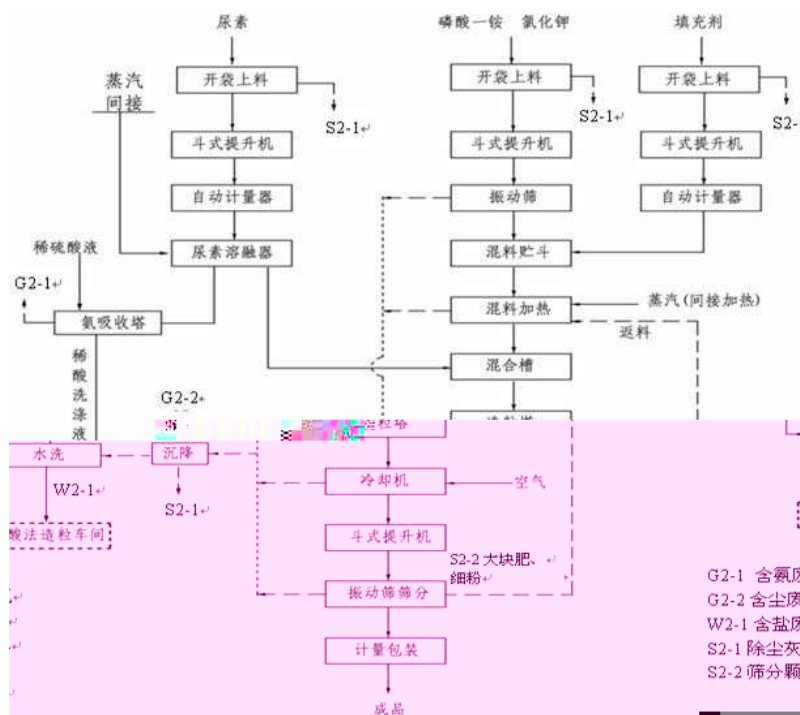 尿素
磷酸一铵 氯化钾
填充剂
蒸汽
间接
开袋上料
开袋上料
开袋上料
S2-1
S2-1
S2-
斗式提升机
斗式提升机
斗式提升机
自动计量器
振动筛
自动计量器
稀硫酸液
尿素溶融器
混料贮斗
G2-1
氨吸收塔
混料加热
蒸汽(间接加热)
返料
稀酸洗涤液
混合槽
G2-2
粒塔
水洗
沉降
冷却机
空气
W2-1
S2-1
酸法造粒车间
斗式提升机
S2-2 大块肥、
细粉
振动筛筛分
计量包装
成品
G2-1 含氨废
G2-2 含尘废
W2-1 含盐废
S2-1 除尘灰
S2-2 筛分颗